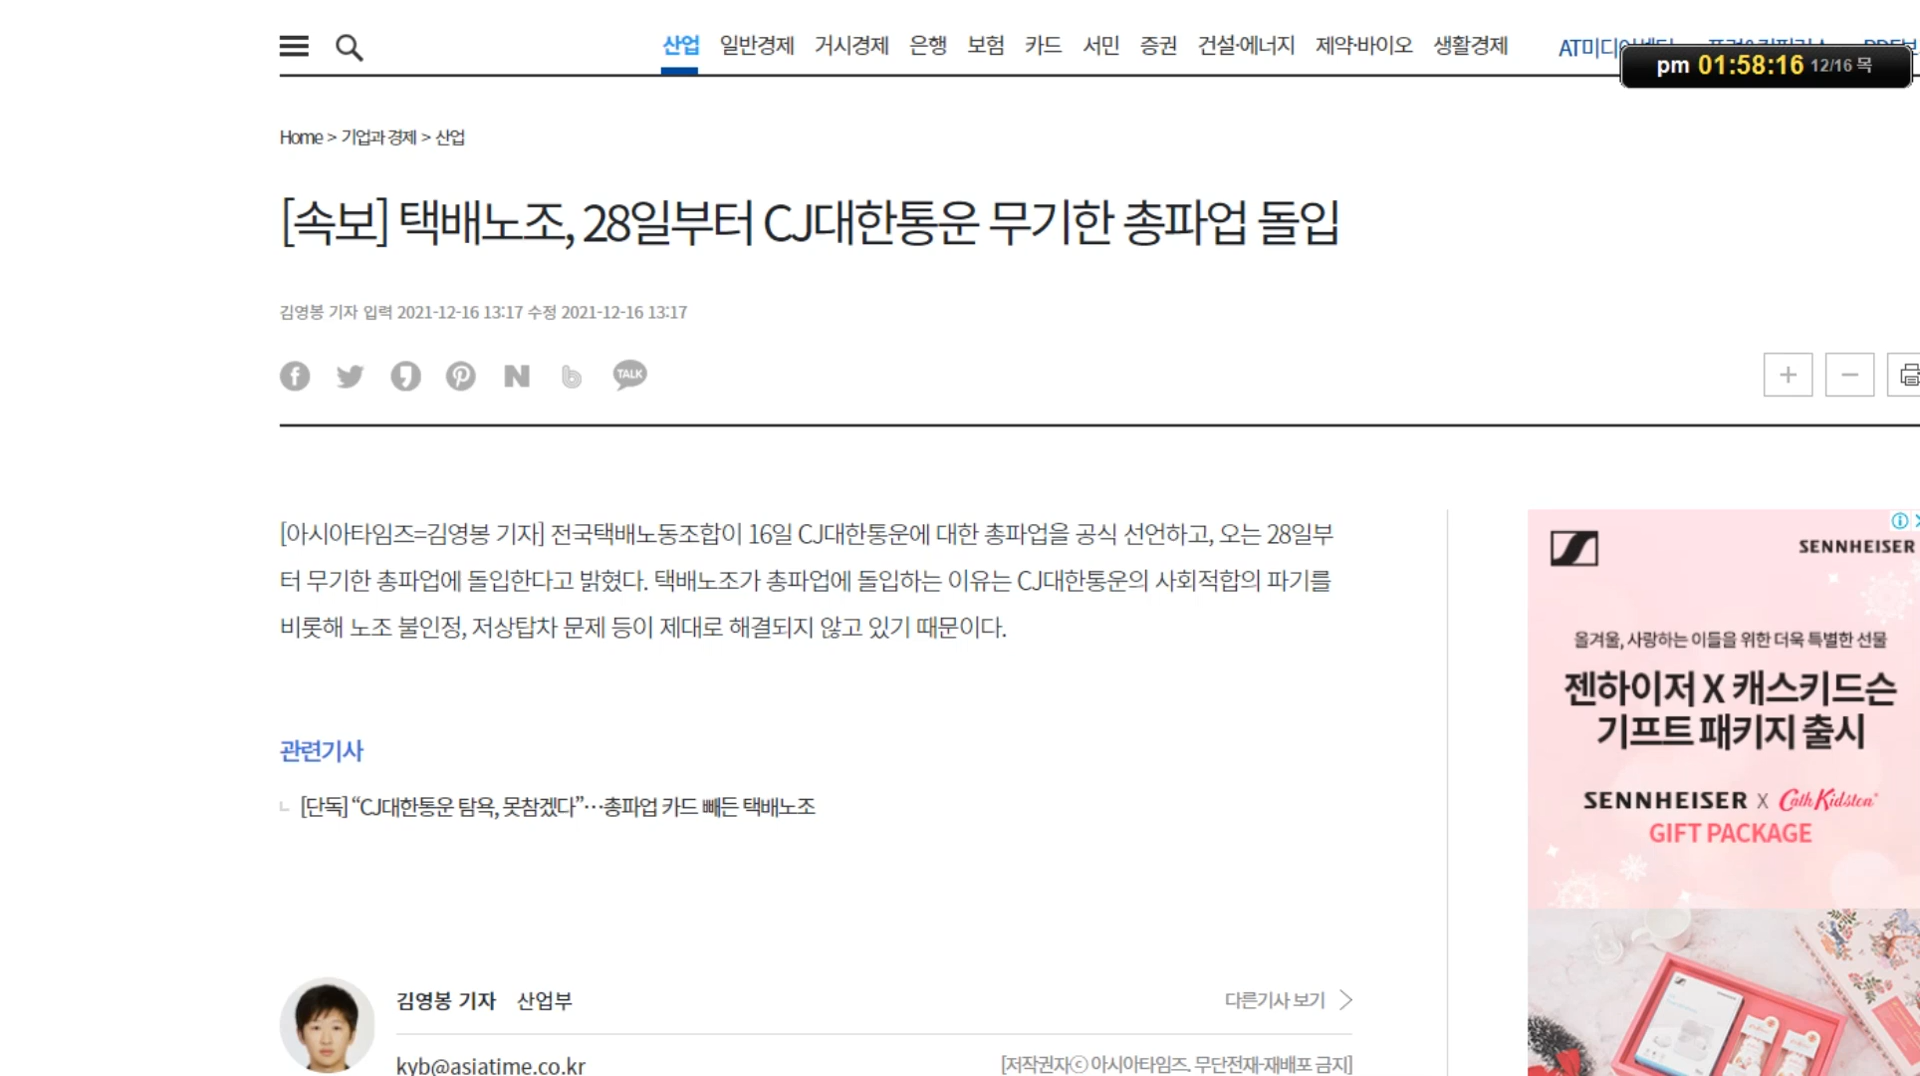 산업 일반경제 거시경제 은행 보험 카드 서민 증권 건설·에너지 제약·바이오 생활경제
pm 01:58:16 12/16 목
Home > 기업과 경제 > 산업
[속보] 택배노조, 28일부터 CJ대한통운 무기한 총파업 돌입
김영봉 기자 입력 2021-12-16 13:17 수정 2021-12-16 13:17
TALK
[아시아타임즈=김영봉 기자] 전국택배노동조합이 16일 CJ대한통운에 대한 총파업을 공식 선언하고, 오는 28일부
터 무기한 총파업에 돌입한다고 밝혔다. 택배노조가 총파업에 돌입하는 이유는 CJ대한통운의 사회적합의 파기를
비롯해 노조 불인정, 저상탑차 문제 등이 제대로 해결되지 않고 있기 때문이다.
관련기사
[단독] “CJ대한통운 탐욕, 못참겠다”…총파업 카드 빼든 택배노조
김영봉 기자 산업부
다른기사 보기
kyb@asiatime.co.kr
[저작권자ⓒ 아시아타임즈. 무단전재-재배포 금지]
SENNHEISER
올겨울, 사랑하는 이들을 위한 더욱 특별한 선물
젠하이저 X 캐스키드슨
기프트 패키지 출시
SENNHEISER X Cath Kidston
GIFT PACKAGE